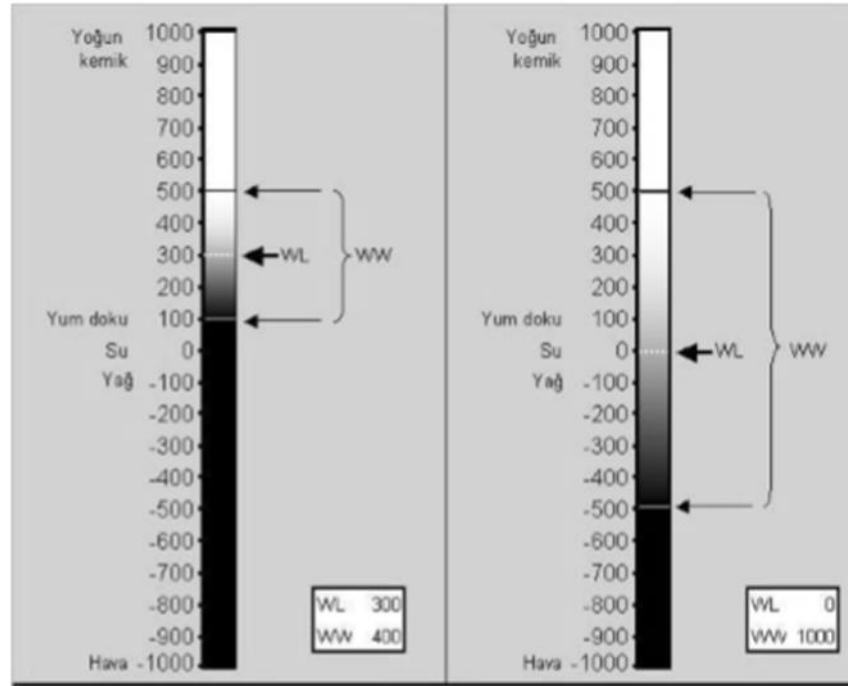 Yoğun 1000
kemik 900
800
700
600
500
400
300 WL WW
200
Yum doku 100
Su 0
Yağ -100
-200
-300
-400
-500
-600
-700
-800
-900
Hava -1000
WL 300
WW 400
Yoğun 1000
kemik 900
800
700
600
500
400
300
200
Yum doku 100
Su 0 WL WW
Yağ -100
-200
-300
-400
-500
-600
-700
-800
-900
Hava -1000
WL 0
WW 1000